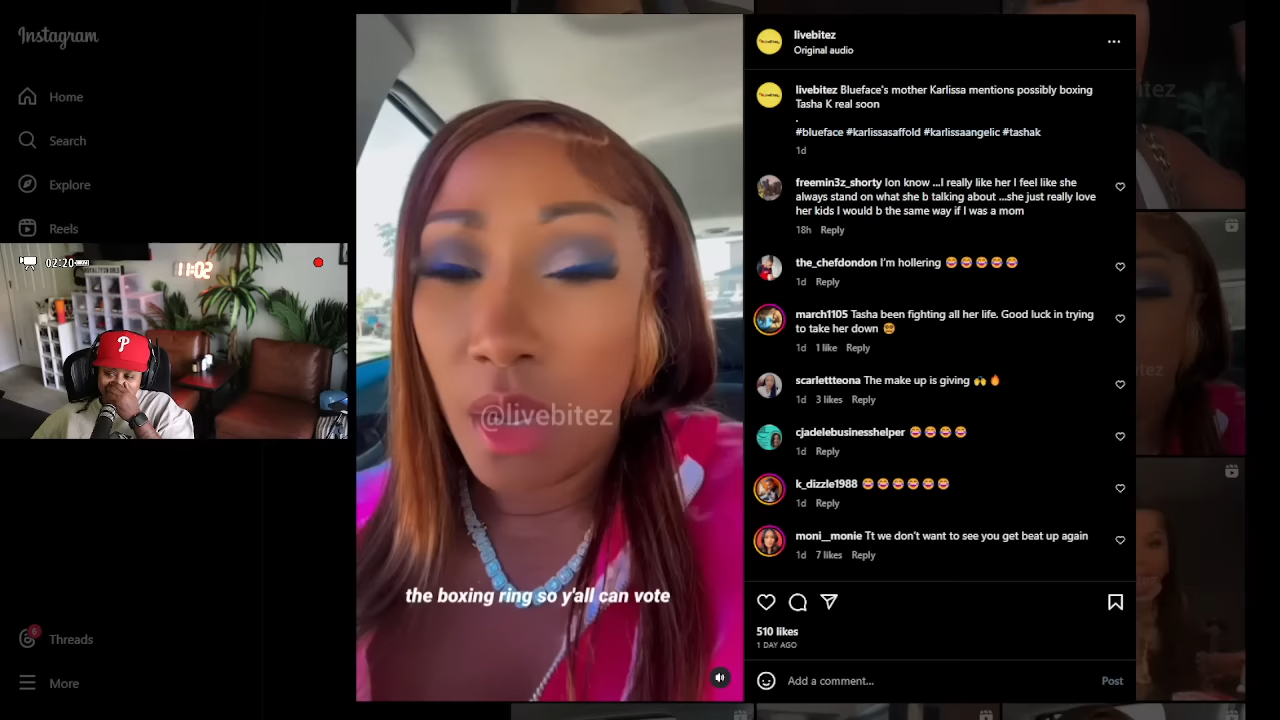 Instagram
Home
Search
Explore
Reels
02:20
11:02
P
6
Threads
More
@livebitez
the boxing ring so y'all can vote
livebitez
Original audio
livebitez Blueface's mother Karlissa mentions possibly boxing
Tasha K real soon
.
#blueface #karlissasaffold #karlissaangelic #tashak
1d
freemin3z_shorty Ion know ...I really like her I feel like she
always stand on what she b talking about ...she just really love
her kids I would b the same way if I was a mom
18h Reply
the_chefdondon I'm hollering 😂😂😂😂😂
1d Reply
march1105 Tasha been fighting all her life. Good luck in trying
to take her down 🥸
1d 1 like Reply
scarlettteona The make up is giving 🙌🔥
1d 3 likes Reply
cjadelebusinesshelper 😂😂😂😂
1d Reply
k_dizzle1988 😂😂😂😂😂😂
1d Reply
moni__monie Tt we don't want to see you get beat up again
1d 7 likes Reply
510 likes
1 DAY AGO
Add a comment...
Post